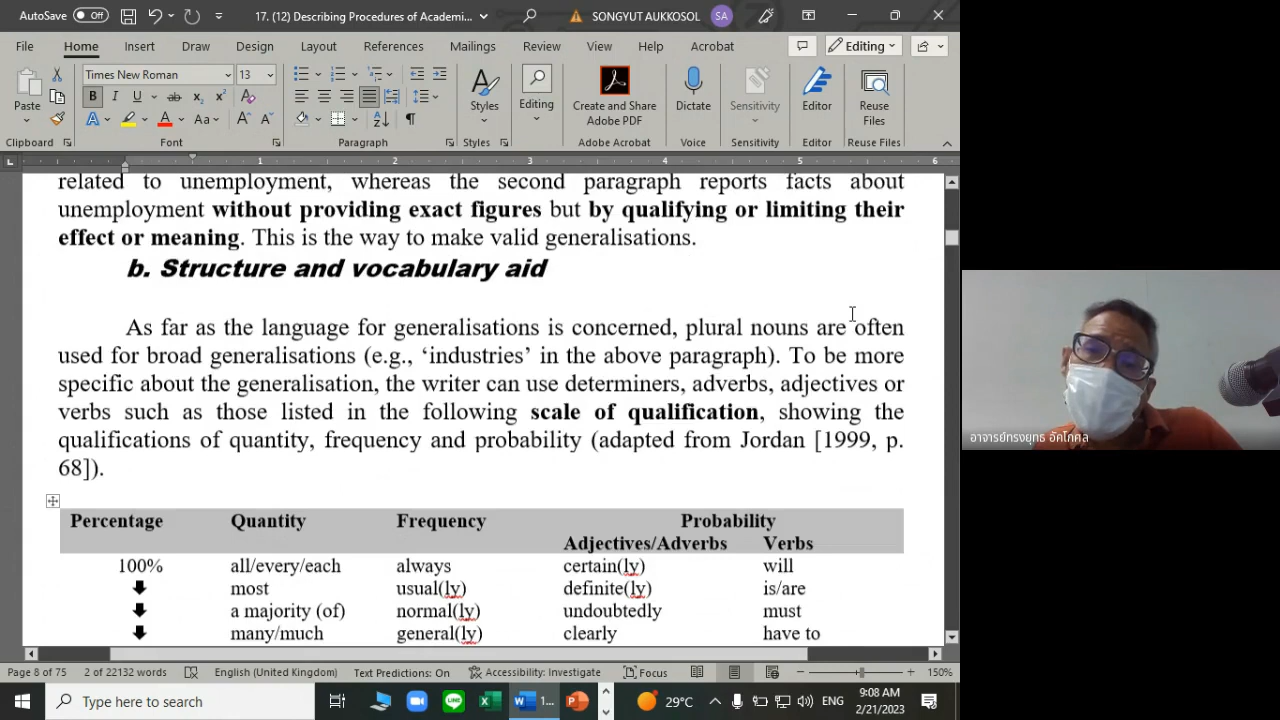 AutoSave Off 17. (12) Describing Procedures of Academi... SONGYUT AUKKOSOL SA
File Home Insert Draw Design Layout References Mailings Review View Help Acrobat Editing
Times New Roman 13
Paste Styles Editing Create and Share Adobe PDF Dictate Sensitivity Editor Reuse Files
Clipboard Font Paragraph Styles Adobe Acrobat Voice Sensitivity Editor Reuse Files
1 2 3 4 5 6
related to unemployment, whereas the second paragraph reports facts about
unemployment without providing exact figures but by qualifying or limiting their
effect or meaning. This is the way to make valid generalisations.
b. Structure and vocabulary aid
As far as the language for generalisations is concerned, plural nouns are often
used for broad generalisations (e.g., ‘industries’ in the above paragraph). To be more
specific about the generalisation, the writer can use determiners, adverbs, adjectives or
verbs such as those listed in the following scale of qualification, showing the
qualifications of quantity, frequency and probability (adapted from Jordan [1999, p.
68]).
Percentage Quantity Frequency Probability
Adjectives/Adverbs Verbs
100% all/every/each always certain(ly) will
most usual(ly) definite(ly) is/are
a majority (of) normal(ly) undoubtedly must
many/much general(ly) clearly have to
Page 8 of 75 2 of 22132 words English (United Kingdom) Text Predictions: On Accessibility: Investigate Focus 150%
Type here to search 1... 29°C ENG 9:08 AM
2/21/2023
อาจารย์ทรงยุทธ อัคโกศล